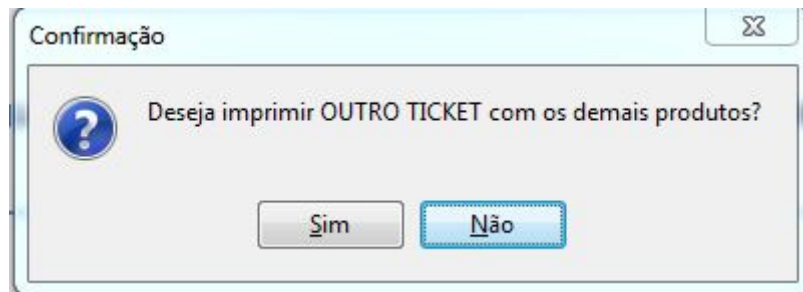 Confirmação
Deseja imprimir OUTRO TICKET com os demais produtos?
Sim
Não